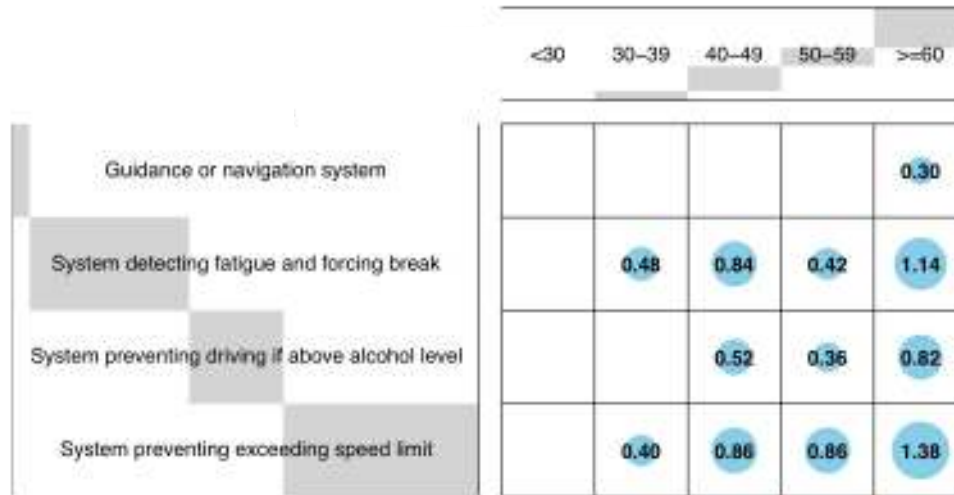 <30 30–39 40–49 50–59 >=60
Guidance or navigation system 0.30
System detecting fatigue and forcing break 0.48 0.84 0.42 1.14
System preventing driving if above alcohol level 0.52 0.36 0.82
System preventing exceeding speed limit 0.40 0.86 0.86 1.38